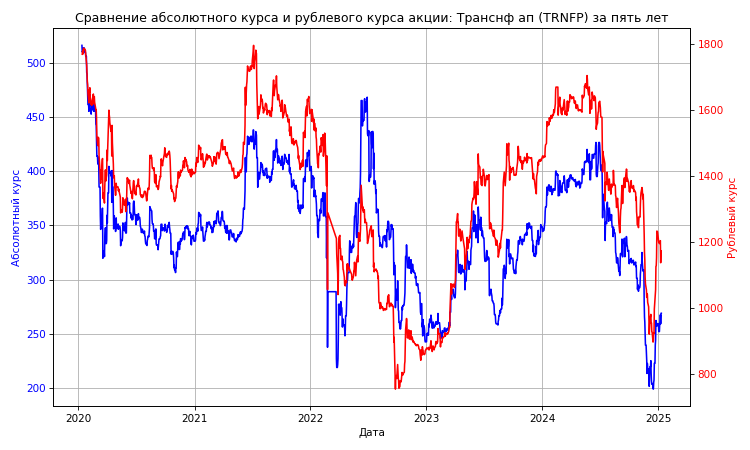 Сравнение абсолютного курса и рублевого курса акции: Транснф ап (TRNFP) за пять лет
500
450
400
350
300
250
200
Абсолютный курс
1800
1600
1400
1200
1000
800
Рублевый курс
2020 2021 2022 2023 2024 2025
Дата